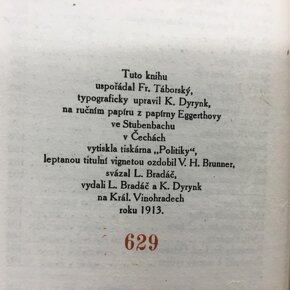 Tuto knihu
uspořádal Fr. Táborský,
typograficky upravil K. Dyrynk,
na ručním papíru z papírny Eggerthovy
ve Stubenbachu
v Čechách
vytiskla tiskárna „Politiky",
leptanou titulní vignetou ozdobil V. H. Brunner,
svázal L. Bradáč,
vydali L. Bradáč a K. Dyrynk
na Král. Vinohradech
roku 1913.
629